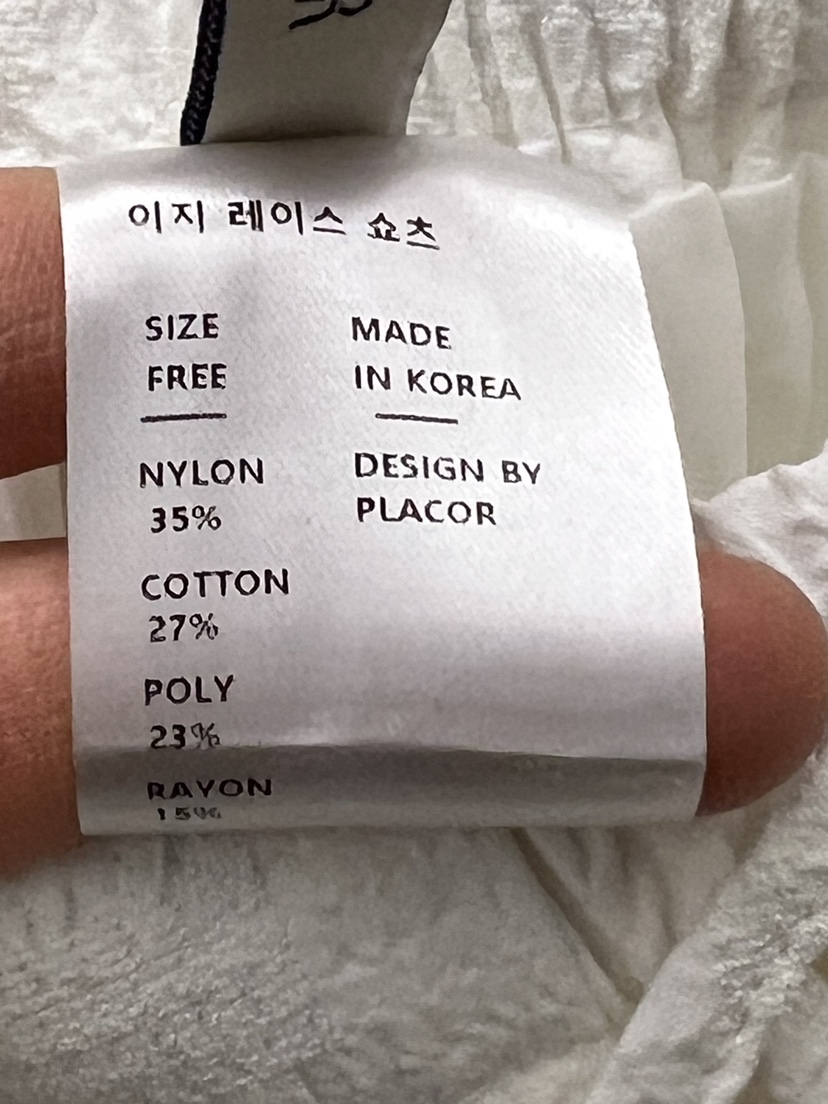 이지 레이스 쇼츠
SIZE
FREE
MADE
IN KOREA
NYLON
35%
DESIGN BY
PLACOR
COTTON
27%
POLY
23%
RAYON
15%